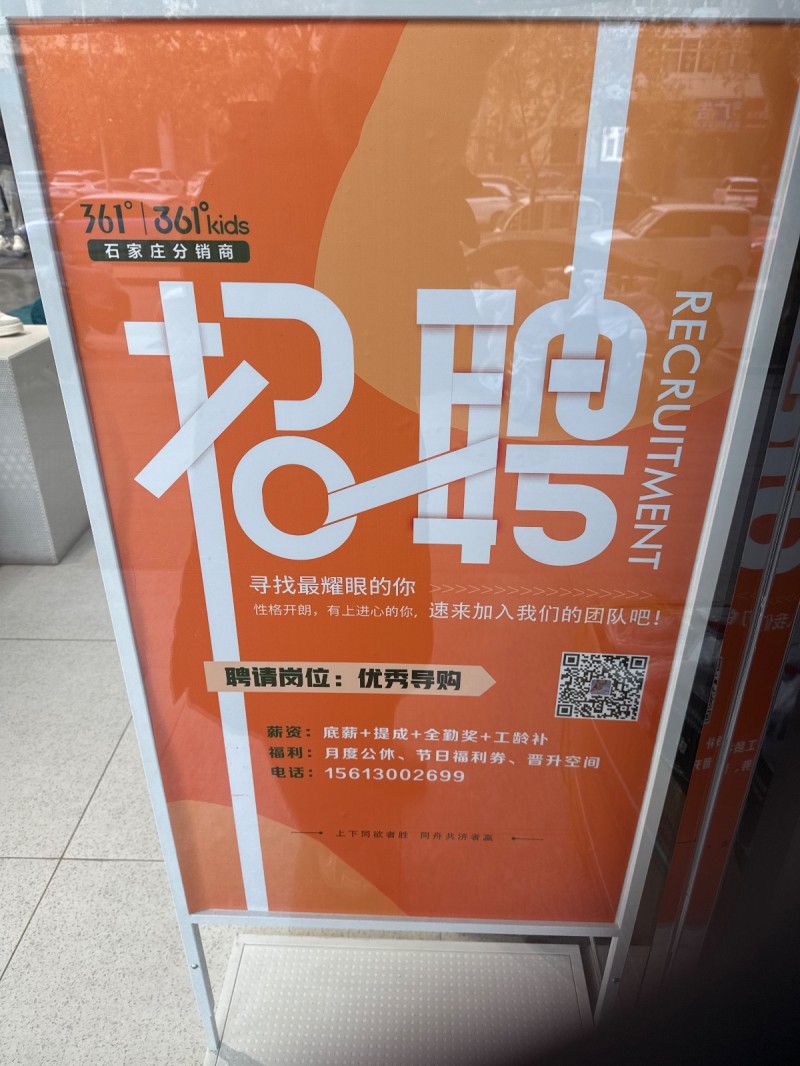 361° | 361°kids
石家庄分销商
招聘
RECRUITMENT
寻找最耀眼的你 >>>>>>>>>>>>>>>>>>>>
性格开朗，有上进心的你，速来加入我们的团队吧！
聘请岗位：优秀导购
薪资：底薪+提成+全勤奖+工龄补
福利：月度公休、节日福利券、晋升空间
电话：15613002699
上下同欲者胜 同舟共济者赢